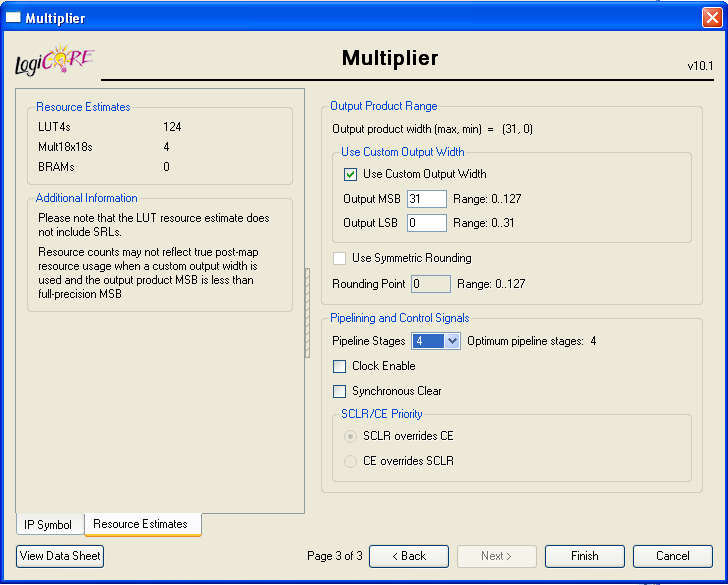 Multiplier
LogiCORE
Multiplier
v10.1
Resource Estimates
LUT4s 124
Mult18x18s 4
BRAMs 0
Additional Information
Please note that the LUT resource estimate does
not include SRLs.
Resource counts may not reflect true post-map
resource usage when a custom output width is
used and the output product MSB is less than
full-precision MSB
IP Symbol
Resource Estimates
Output Product Range
Output product width (max, min) = (31, 0)
Use Custom Output Width
Use Custom Output Width
Output MSB 31 Range: 0..127
Output LSB 0 Range: 0..31
Use Symmetric Rounding
Rounding Point 0 Range: 0..127
Pipelining and Control Signals
Pipeline Stages 4 Optimum pipeline stages: 4
Clock Enable
Synchronous Clear
SCLR/CE Priority
SCLR overrides CE
CE overrides SCLR
View Data Sheet
Page 3 of 3
< Back
Next >
Finish
Cancel